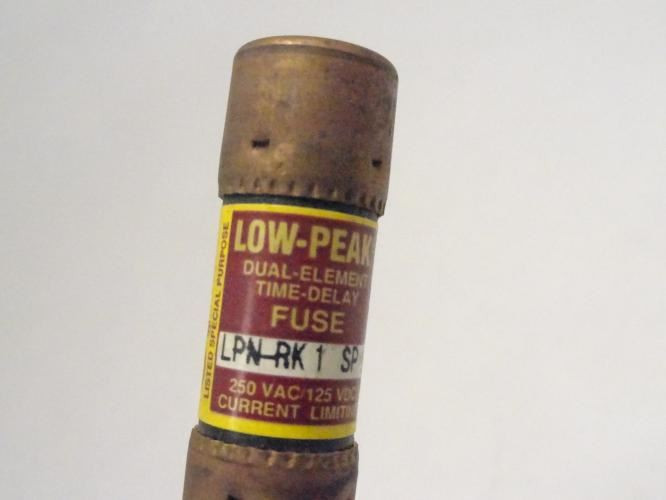 LOW-PEAK
DUAL-ELEMENT
TIME-DELAY
FUSE
LPN-RK 1 SP
250 VAC/125 VDC
CURRENT LIMITING
LISTED SPECIAL PURPOSE